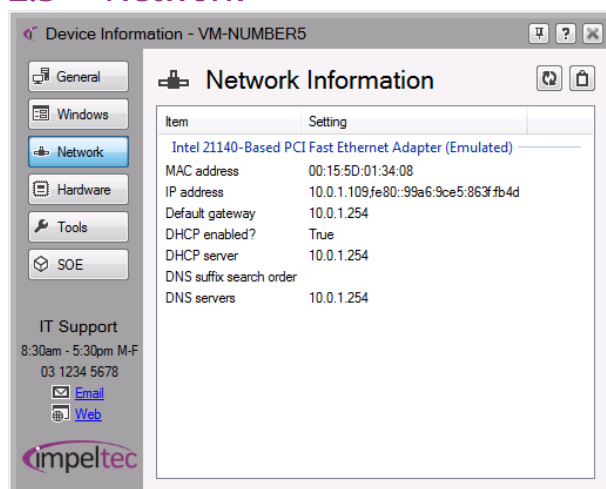 Device Information - VM-NUMBER5
General
Windows
Network
Hardware
Tools
SOE
IT Support
8:30am - 5:30pm M-F
03 1234 5678
Email
Web
impeltec
Network Information
Item Setting
Intel 21140-Based PCI Fast Ethernet Adapter (Emulated)
MAC address 00:15:5D:01:34:08
IP address 10.0.1.109,fe80::99a6:9ce5:863f:fb4d
Default gateway 10.0.1.254
DHCP enabled? True
DHCP server 10.0.1.254
DNS suffix search order
DNS servers 10.0.1.254